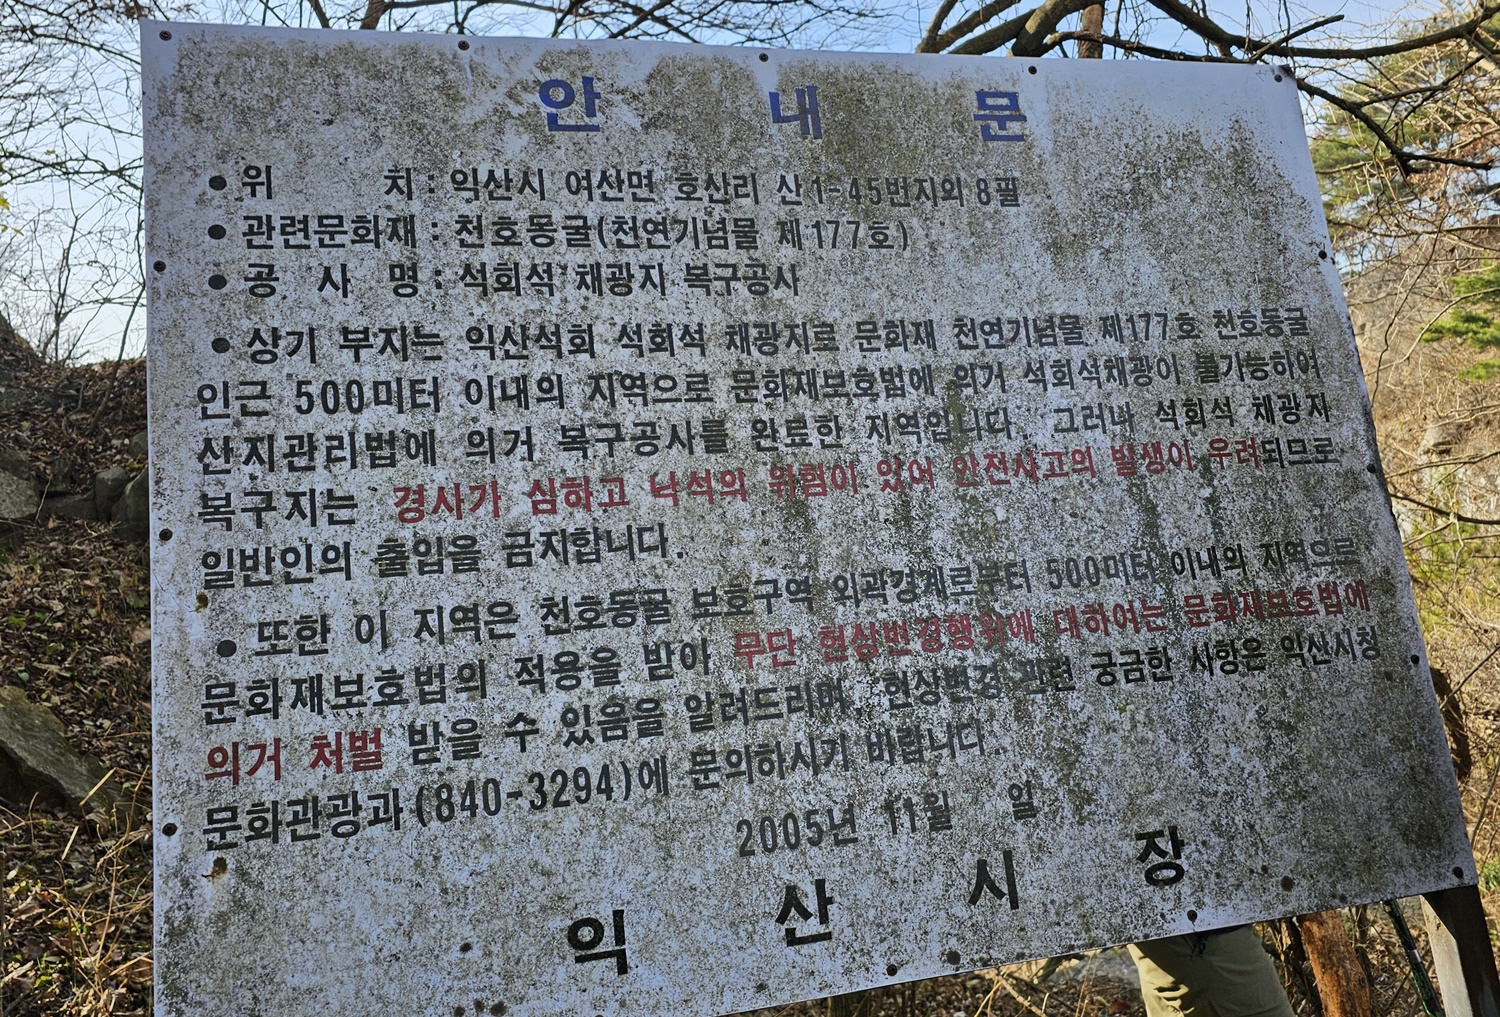 안 내 문
● 위 치 : 익산시 여산면 호산리 산1-45번지외 8필
● 관련문화재 : 천호동굴(천연기념물 제177호)
● 공 사 명 : 석회석 채광지 복구공사
● 상기 부지는 익산석회 석회석 채광지로 문화재 천연기념물 제177호 천호동굴
인근 500미터 이내의 지역으로 문화재보호법에 의거 석회석채광이 불가능하여
산지관리법에 의거 복구공사를 완료한 지역입니다. 그러나 석회석 채광지
복구지는 경사가 심하고 낙석의 위험이 있어 안전사고의 발생이 우려되므로
일반인의 출입을 금지합니다.
● 또한 이 지역은 천호동굴 보호구역 외곽경계로부터 500미터 이내의 지역으로
문화재보호법의 적용을 받아 무단 현상변경행위에 대하여는 문화재보호법에
의거 처벌 받을 수 있음을 알려드리며, 현상변경 관련 궁금한 사항은 익산시청
문화관광과(840-3294)에 문의하시기 바랍니다.
2005년 11월 일
익 산 시 장